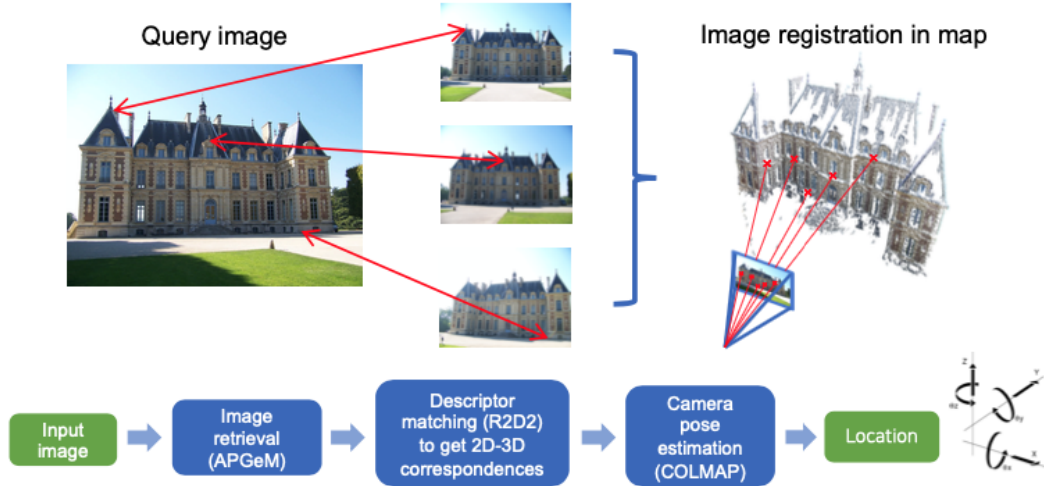 Query image
Image registration in map
Input
image
Image
retrieval
(APGeM)
Descriptor
matching (R2D2)
to get 2D-3D
correspondences
Camera
pose
estimation
(COLMAP)
Location
Z
Y
X